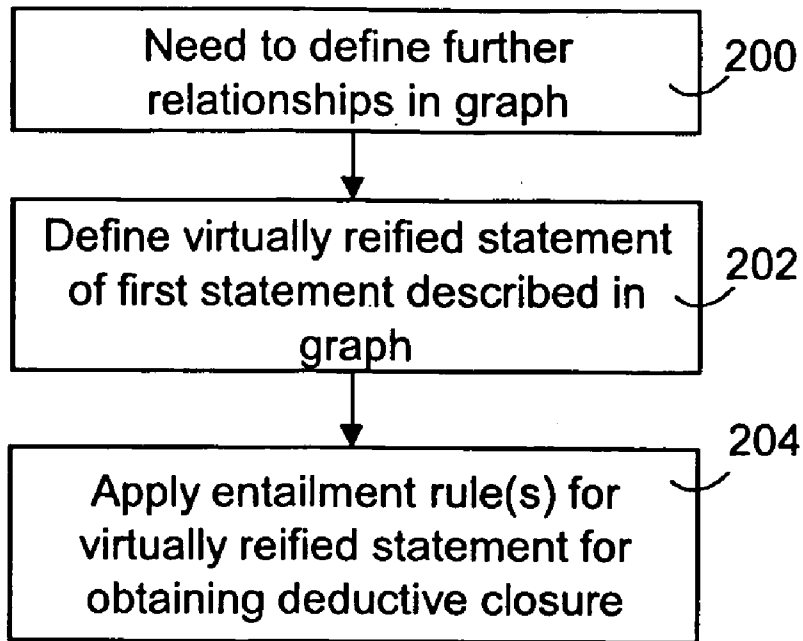 Need to define further
relationships in graph
200
Define virtually reified statement
of first statement described in
graph
202
204
Apply entailment rule(s) for
virtually reified statement for
obtaining deductive closure